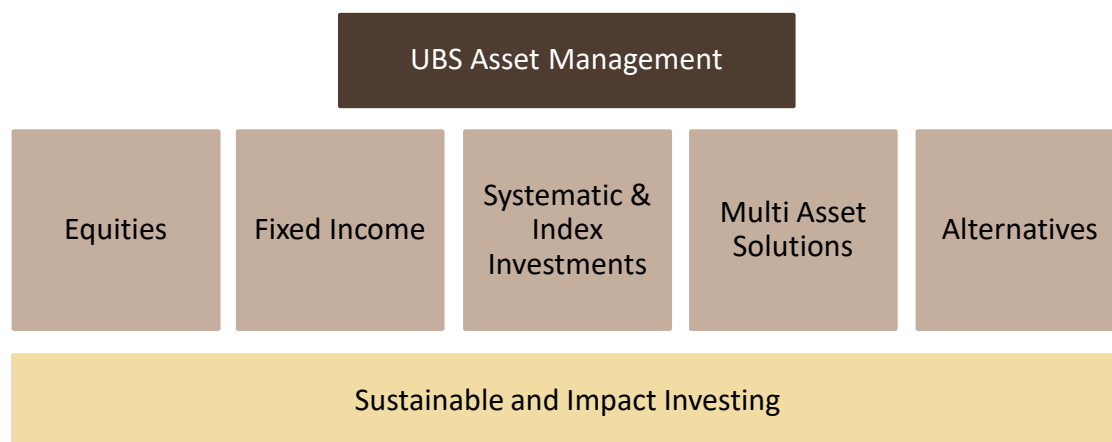 UBS Asset Management
Equities
Fixed Income
Systematic &
Index
Investments
Multi Asset
Solutions
Alternatives
Sustainable and Impact Investing